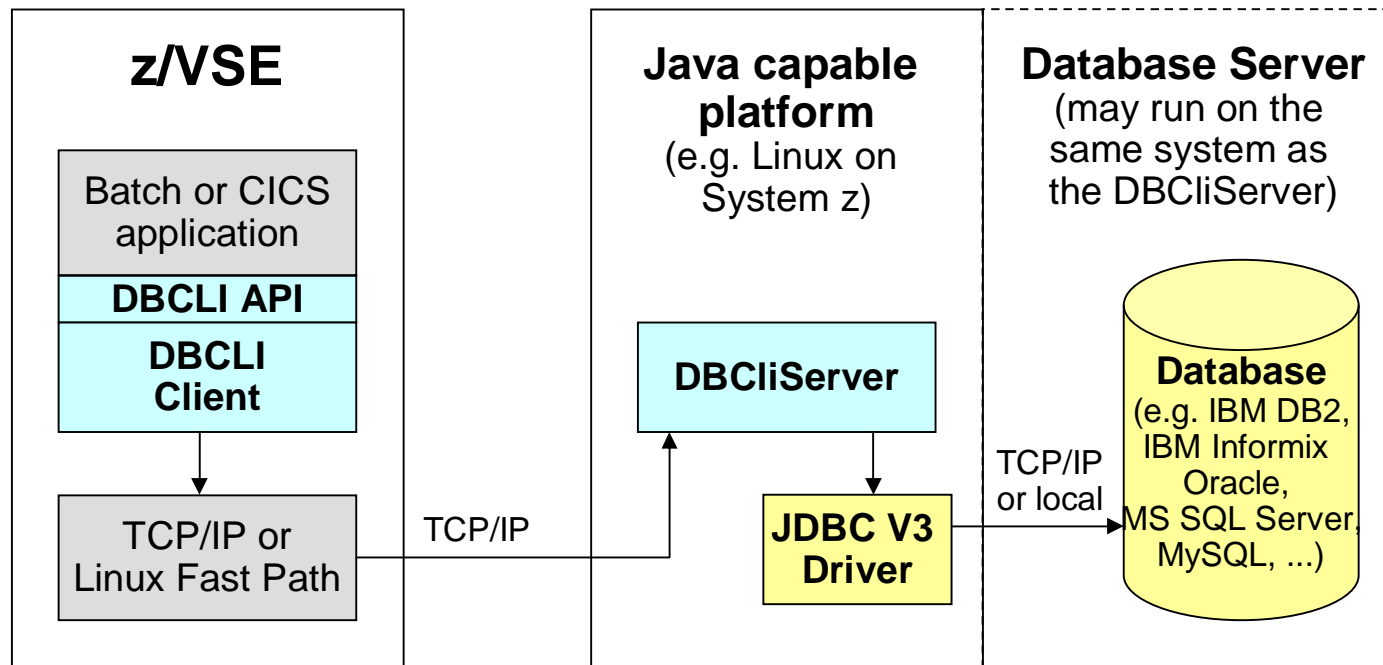 z/VSE
Batch or CICS
application
DBCLI API
DBCLI
Client
TCP/IP or
Linux Fast Path
TCP/IP
Java capable
platform
(e.g. Linux on
System z)
DBCliServer
JDBC V3
Driver
TCP/IP
or local
Database Server
(may run on the
same system as
the DBCliServer)
Database
(e.g. IBM DB2,
IBM Informix
Oracle,
MS SQL Server,
MySQL, ...)